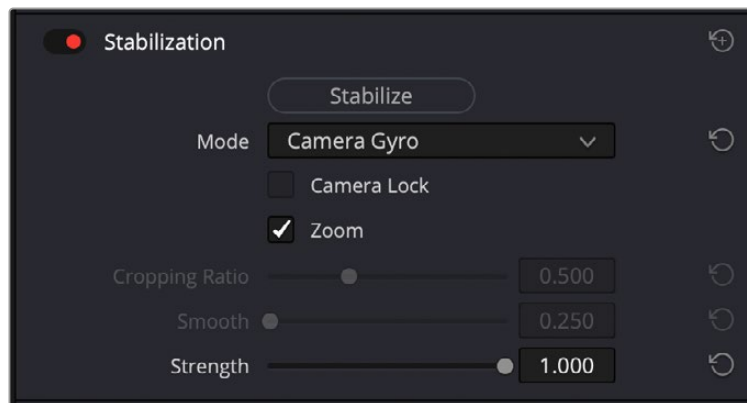 Stabilization
Stabilize
Mode Camera Gyro
Camera Lock
Zoom
Cropping Ratio 0.500
Smooth 0.250
Strength 1.000